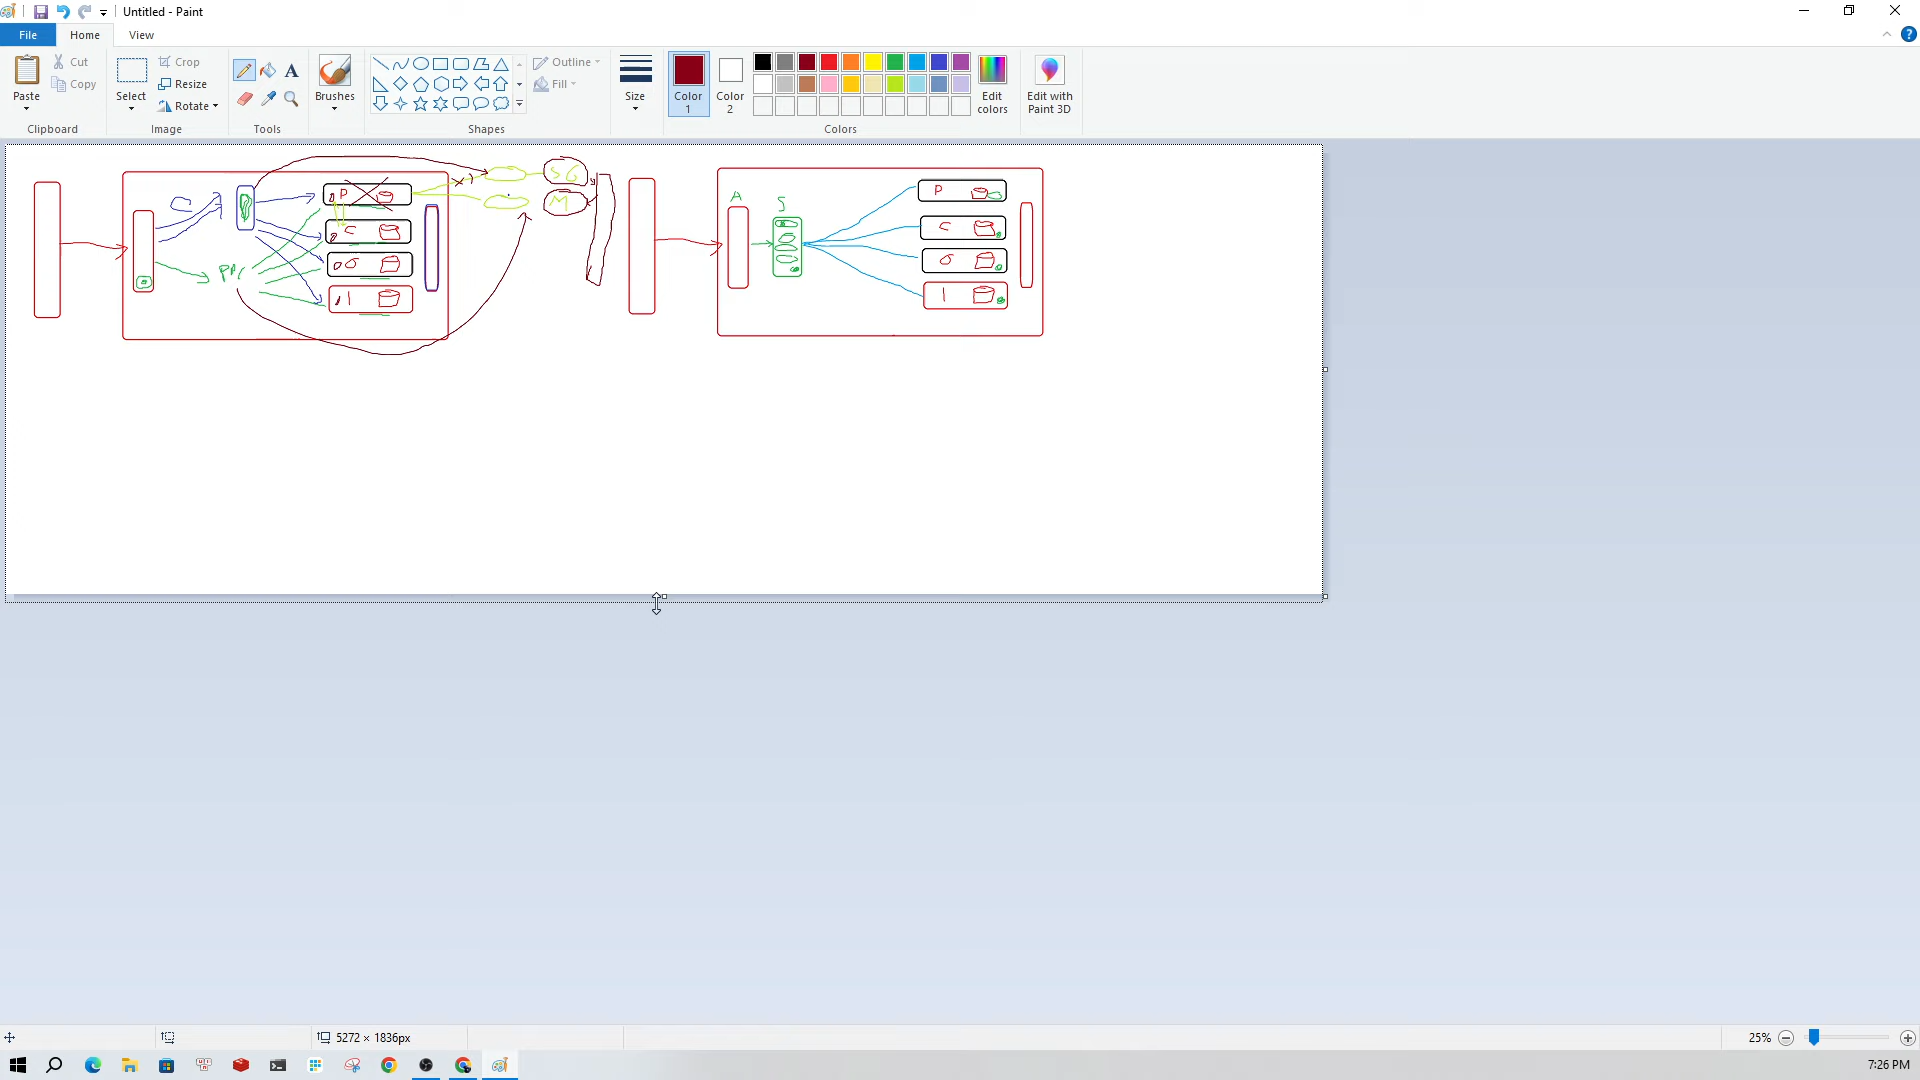 Untitled - Paint
File
Home
View
Paste
Cut
Copy
Clipboard
Select
Crop
Resize
Rotate
Image
Tools
Brushes
Shapes
Outline
Fill
Size
Color 1
Color 2
Edit colors
Edit with Paint 3D
Colors
P
C
M
A
S
P
C
5272 × 1836px
25%
7:26 PM